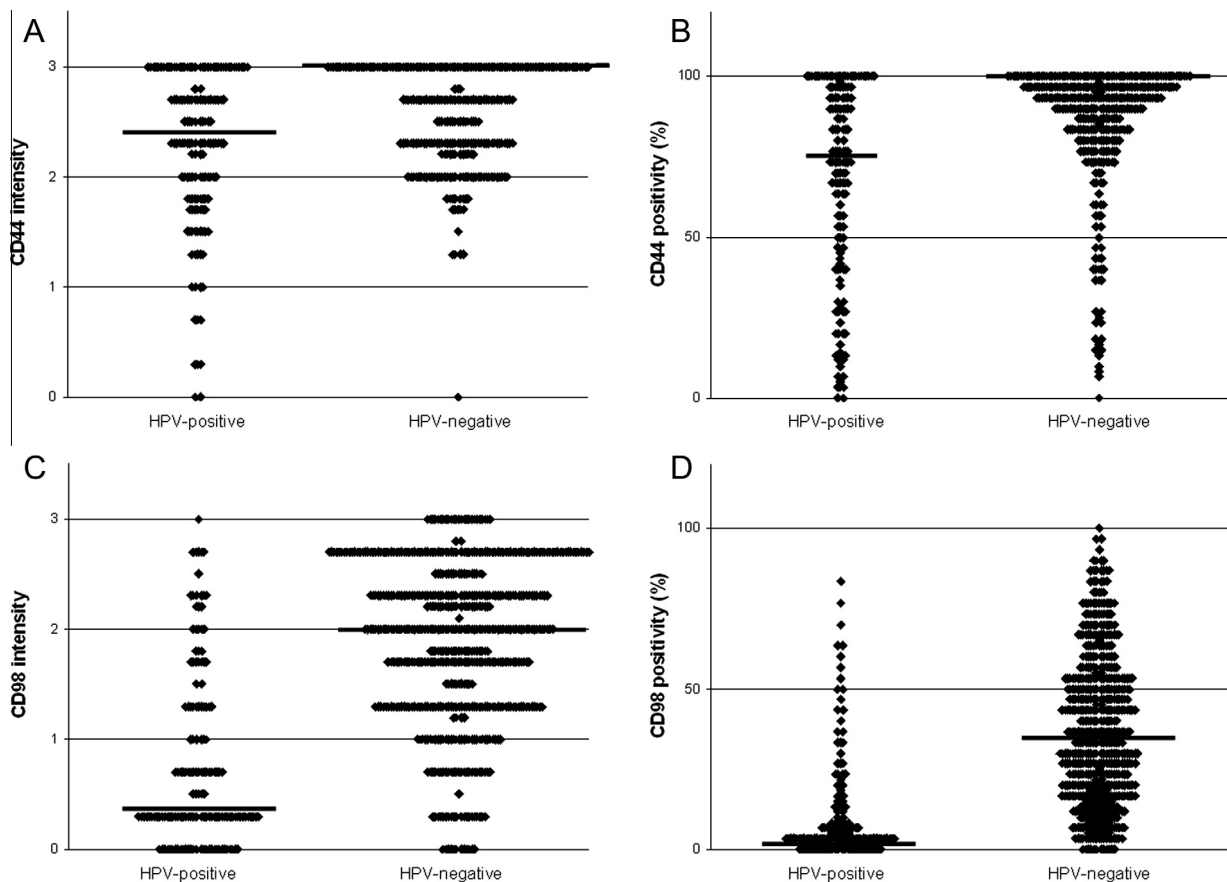 A
CD44 intensity
3
2
1
0
HPV-positive HPV-negative
B
CD44 positivity (%)
100
50
0
HPV-positive HPV-negative
C
CD98 intensity
3
2
1
0
HPV-positive HPV-negative
D
CD98 positivity (%)
100
50
0
HPV-positive HPV-negative